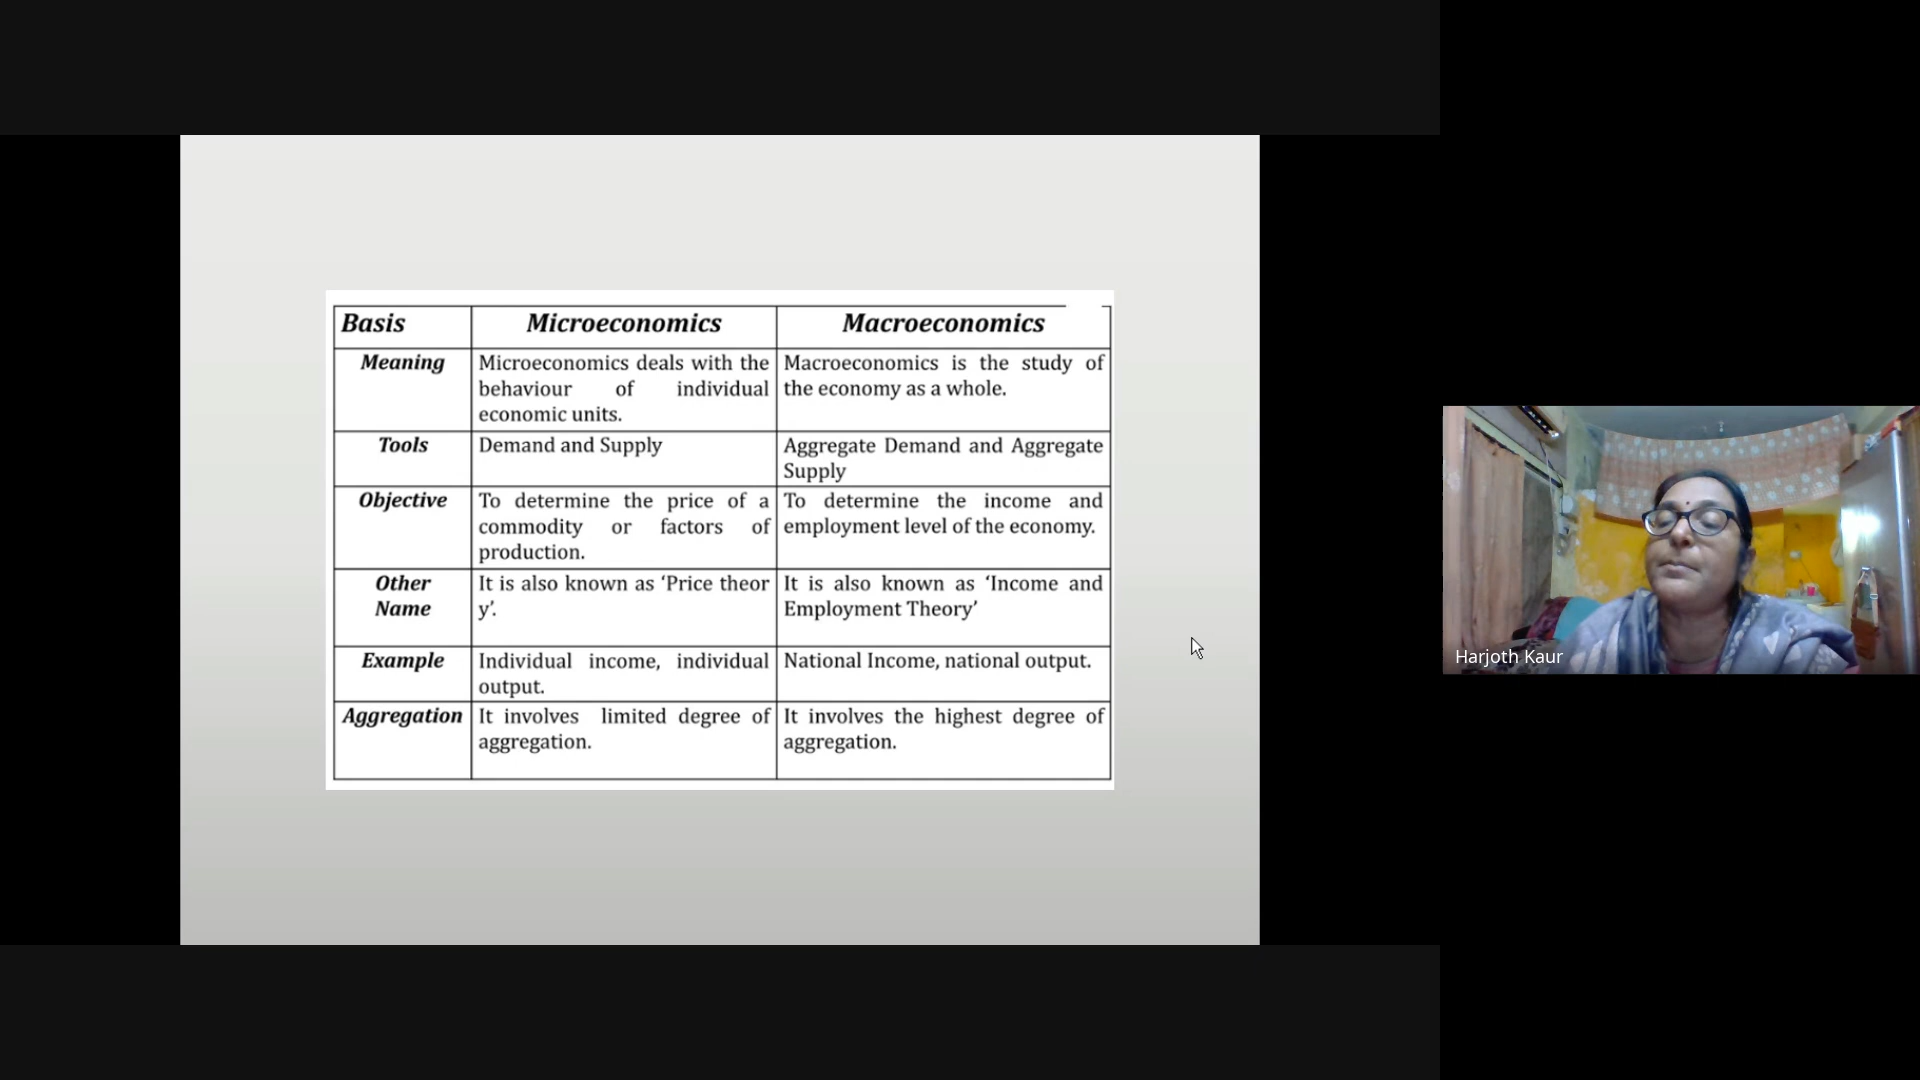 Basis Microeconomics Macroeconomics
Meaning
Microeconomics deals with the
behaviour of individual
economic units.
Macroeconomics is the study of
the economy as a whole.
Tools
Demand and Supply
Aggregate Demand and Aggregate
Supply
Objective
To determine the price of a
commodity or factors of
production.
To determine the income and
employment level of the economy.
Other
Name
It is also known as ‘Price theor
y’.
It is also known as ‘Income and
Employment Theory’
Example
Individual income, individual
output.
National Income, national output.
Aggregation
It involves limited degree of
aggregation.
It involves the highest degree of
aggregation.
Harjoth Kaur